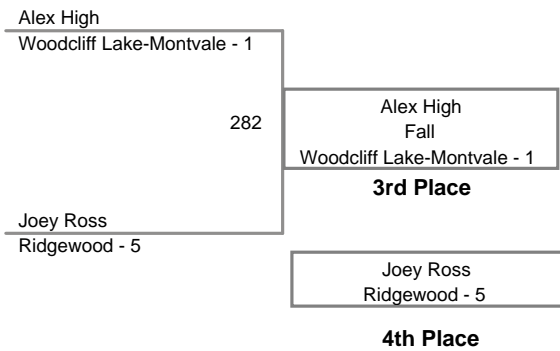 Alex High
Woodcliff Lake-Montvale - 1
282
Alex High
Fall
Woodcliff Lake-Montvale - 1
3rd Place
Joey Ross
Ridgewood - 5
Joey Ross
Ridgewood - 5
4th Place